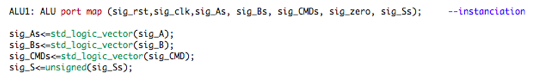 ALU1: ALU port map (sig_rst,sig_clk,sig_As, sig_Bs, sig_CMDs, sig_zero, sig_Ss); --instanciation
sig_As<=std_logic_vector(sig_A);
sig_Bs<=std_logic_vector(sig_B);
sig_CMDs<=std_logic_vector(sig_CMD);
sig_S<=unsigned(sig_Ss);